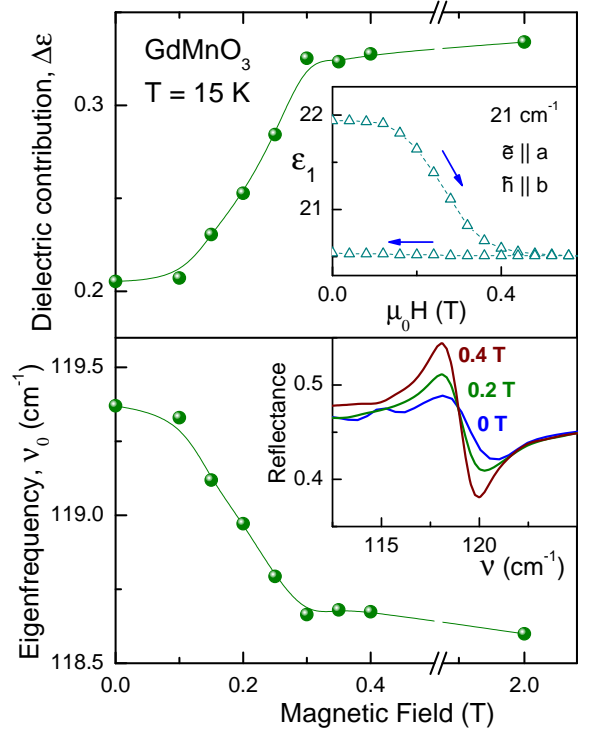 GdMnO₃
T = 15 K
Dielectric contribution, Δε
0.3
0.2
21 cm⁻¹
ẽ || a
h̃ || b
ε₁
22
21
0.0
0.4
μ₀H (T)
Eigenfrequency, ν₀ (cm⁻¹)
119.5
119.0
118.5
0.4 T
0.2 T
0 T
Reflectance
0.5
0.4
115
120
ν (cm⁻¹)
0.0
0.2
0.4
2.0
Magnetic Field (T)